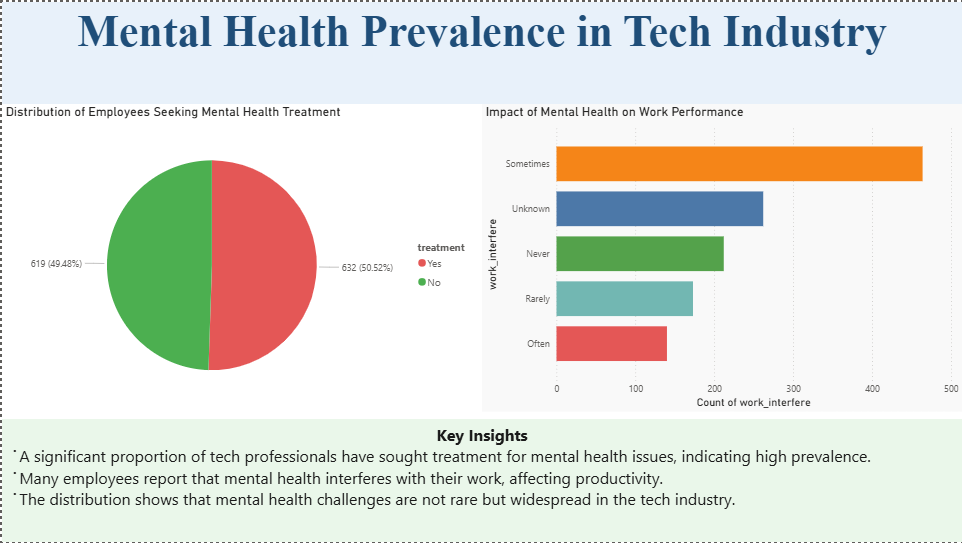 Mental Health Prevalence in Tech Industry
Distribution of Employees Seeking Mental Health Treatment
619 (49.48%)
632 (50.52%)
treatment
Yes
No
Impact of Mental Health on Work Performance
work_interfere
Sometimes
Unknown
Never
Rarely
Often
0 100 200 300 400 500
Count of work_interfere
Key Insights
˙A significant proportion of tech professionals have sought treatment for mental health issues, indicating high prevalence.
˙Many employees report that mental health interferes with their work, affecting productivity.
˙The distribution shows that mental health challenges are not rare but widespread in the tech industry.